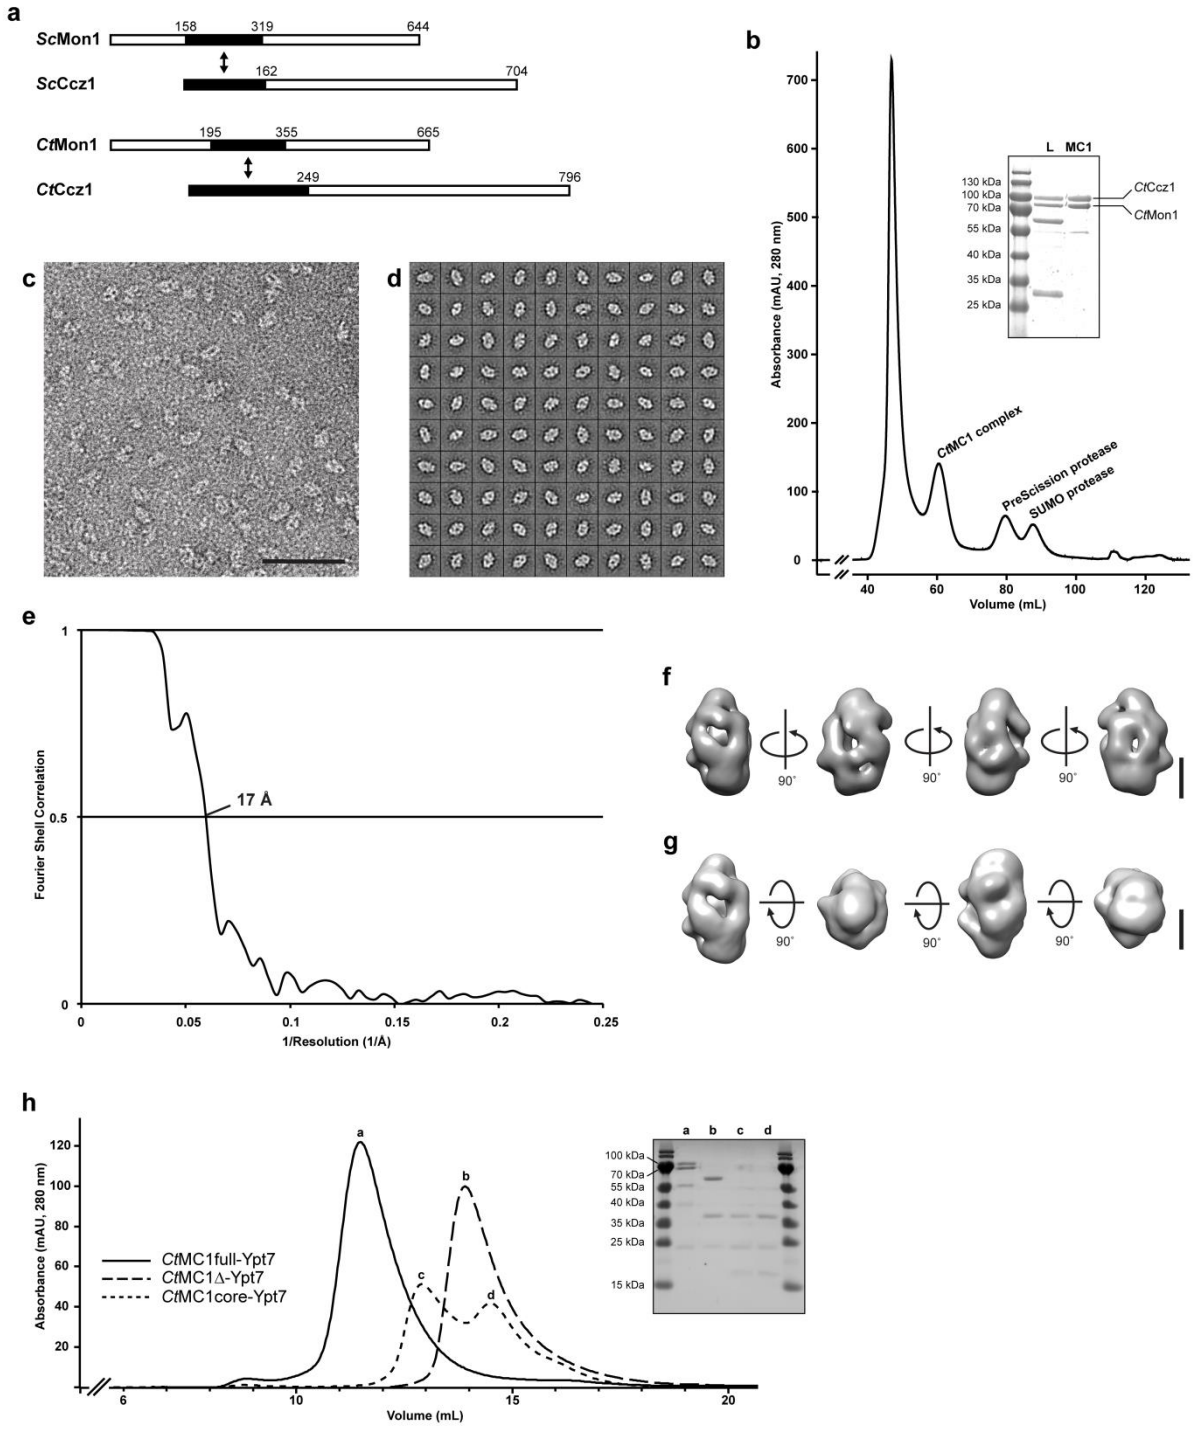 a
158 319 644
ScMon1
162 704
ScCcz1
195 355 665
CtMon1
249 796
CtCcz1
b
700
600
500
400
300
200
100
0
Absorbance (mAU, 280 nm)
40 60 80 100 120
Volume (mL)
CtMC1 complex
PreScission protease
SUMO protease
L MC1
130 kDa
100 kDa
70 kDa
55 kDa
40 kDa
35 kDa
25 kDa
CtCcz1
CtMon1
c
d
e
1
0.5
0
Fourier Shell Correlation
17 Å
0 0.05 0.1 0.15 0.2 0.25
1/Resolution (1/Å)
f
90° 90° 90°
g
90° 90° 90°
h
120
100
80
60
40
20
Absorbance (mAU, 280 nm)
a
b
c
d
CtMC1full-Ypt7
CtMC1Δ-Ypt7
CtMC1core-Ypt7
6 10 15 20
Volume (mL)
a b c d
100 kDa
70 kDa
55 kDa
40 kDa
35 kDa
25 kDa
15 kDa